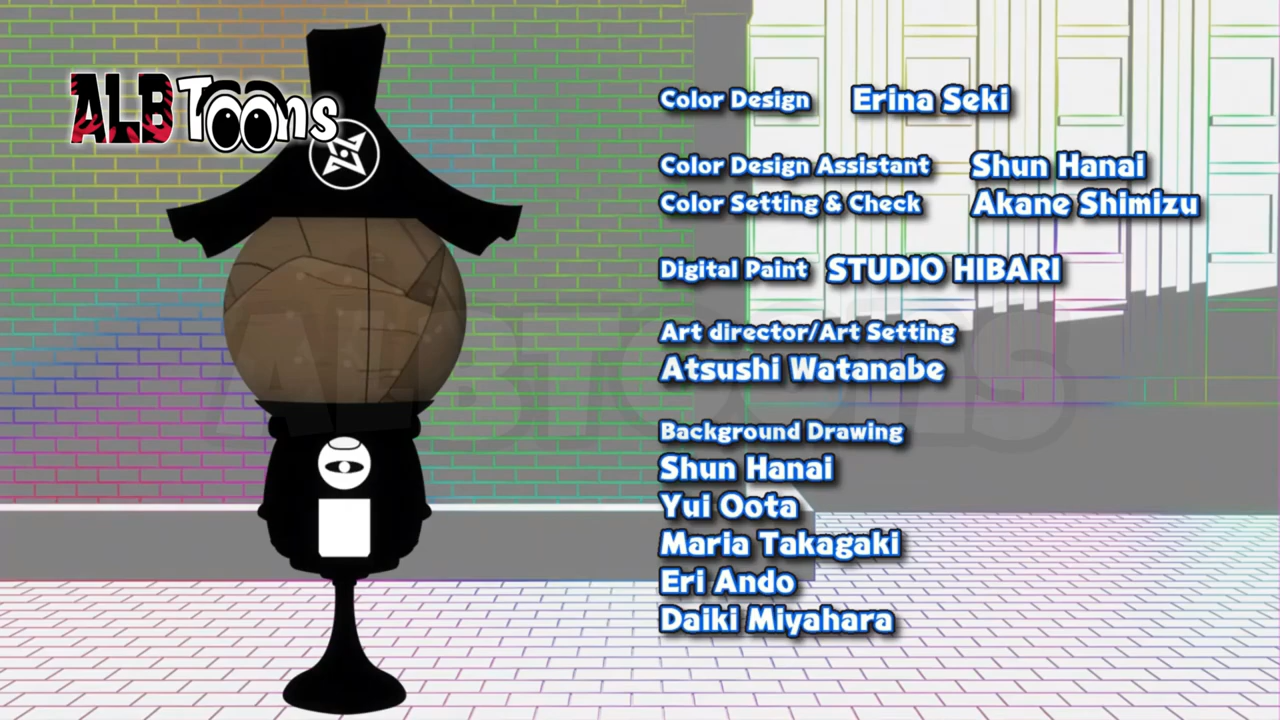 ALBToons
Color Design Erina Seki
Color Design Assistant Shun Hanai
Color Setting & Check Akane Shimizu
Digital Paint STUDIO HIBARI
ALBTOONS
Art director/Art Setting
Atsushi Watanabe
Background Drawing
Shun Hanai
Yui Oota
Maria Takagaki
Eri Ando
Daiki Miyahara